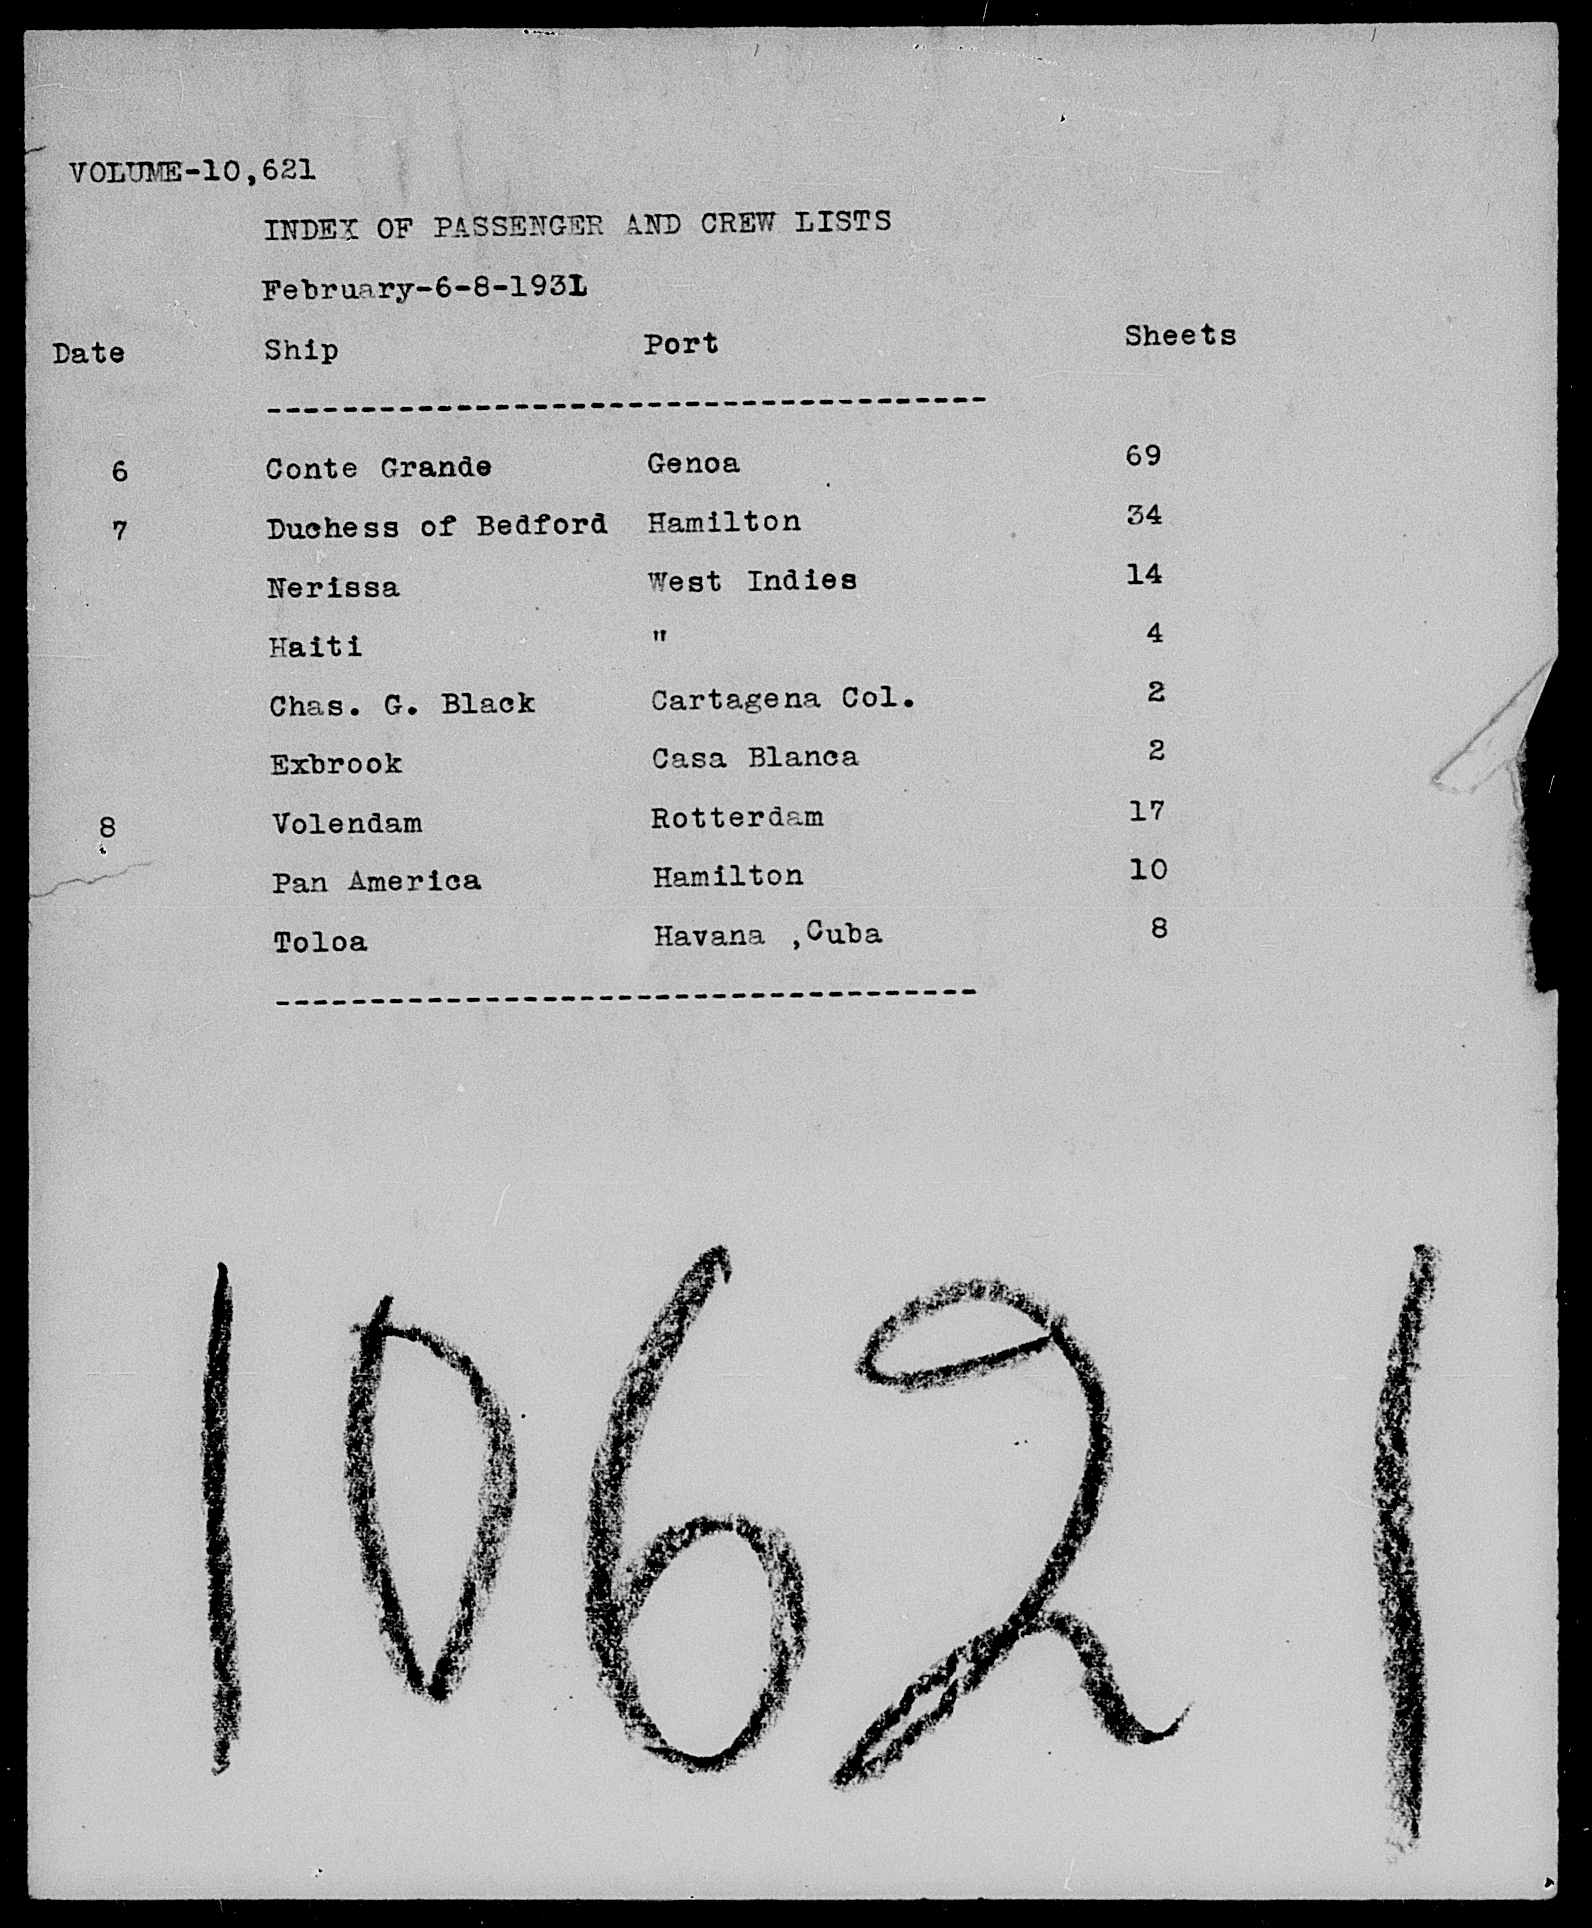 VOLUME-10,621
INDEX OF PASSENGER AND CREW LISTS
February-6-8-1931
Date Ship Port Sheets
---------------------------------------
6 Conte Grande Genoa 69
7 Duchess of Bedford Hamilton 34
Nerissa West Indies 14
Haiti " 4
Chas. G. Black Cartagena Col. 2
Exbrook Casa Blanca 2
8 Volendam Rotterdam 17
Pan America Hamilton 10
Toloa Havana ,Cuba 8
--------------------------------------
10621